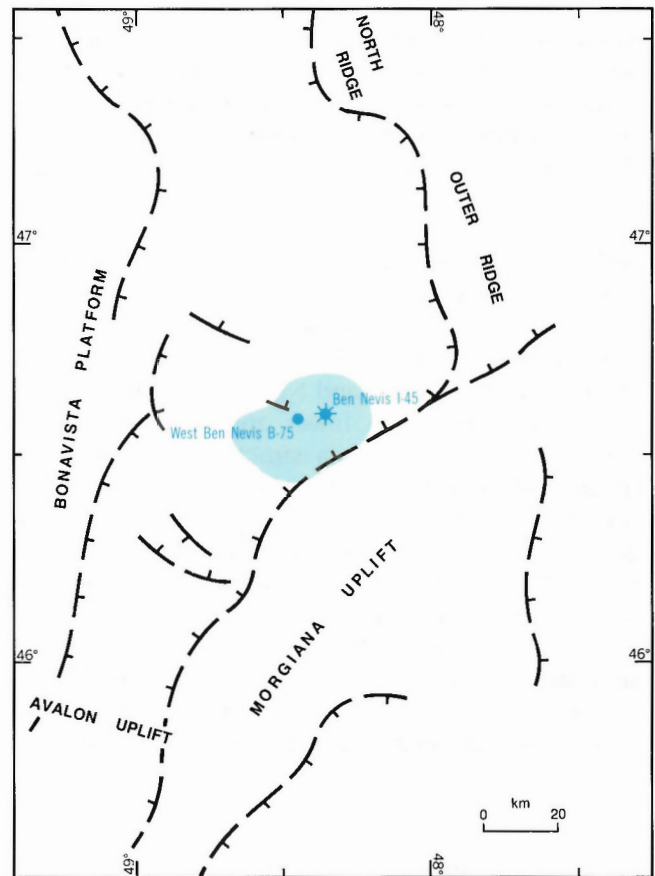 49°
48°
NORTH
RIDGE
OUTER
RIDGE
47°
47°
BONAVISTA PLATFORM
Ben Nevis I-45
West Ben Nevis B-75
MORGIANA UPLIFT
46°
46°
AVALON UPLIFT
km
0 20
49°
48°